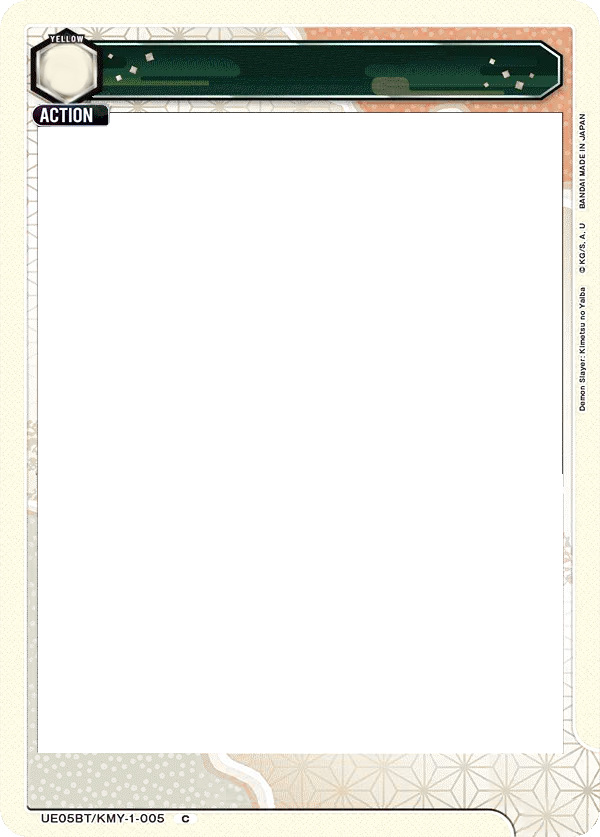 YELLOW
ACTION
Demon Slayer: Kimetsu no Yaiba © KG/S, A, U BANDAI MADE IN JAPAN
UE05BT/KMY-1-005 C